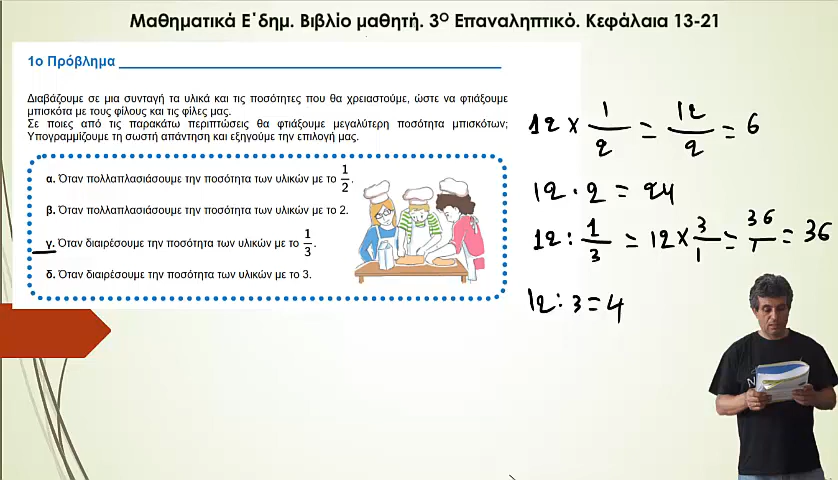 Μαθηματικά Ε΄δημ. Βιβλίο μαθητή. 3ο Επαναληπτικό. Κεφάλαια 13-21
1ο Πρόβλημα
Διαβάζουμε σε μια συνταγή τα υλικά και τις ποσότητες που θα χρειαστούμε, ώστε να φτιάξουμε
μπισκότα με τους φίλους και τις φίλες μας.
Σε ποιες από τις παρακάτω περιπτώσεις θα φτιάξουμε μεγαλύτερη ποσότητα μπισκότων;
Υπογραμμίζουμε τη σωστή απάντηση και εξηγούμε την επιλογή μας.
α. Όταν πολλαπλασιάσουμε την ποσότητα των υλικών με το 1/2.
β. Όταν πολλαπλασιάσουμε την ποσότητα των υλικών με το 2.
γ. Όταν διαιρέσουμε την ποσότητα των υλικών με το 1/3.
δ. Όταν διαιρέσουμε την ποσότητα των υλικών με το 3.
12 × 1/2 = 12/2 = 6
12 · 2 = 24
12 : 1/3 = 12 × 3/1 = 36/1 = 36
12 : 3 = 4